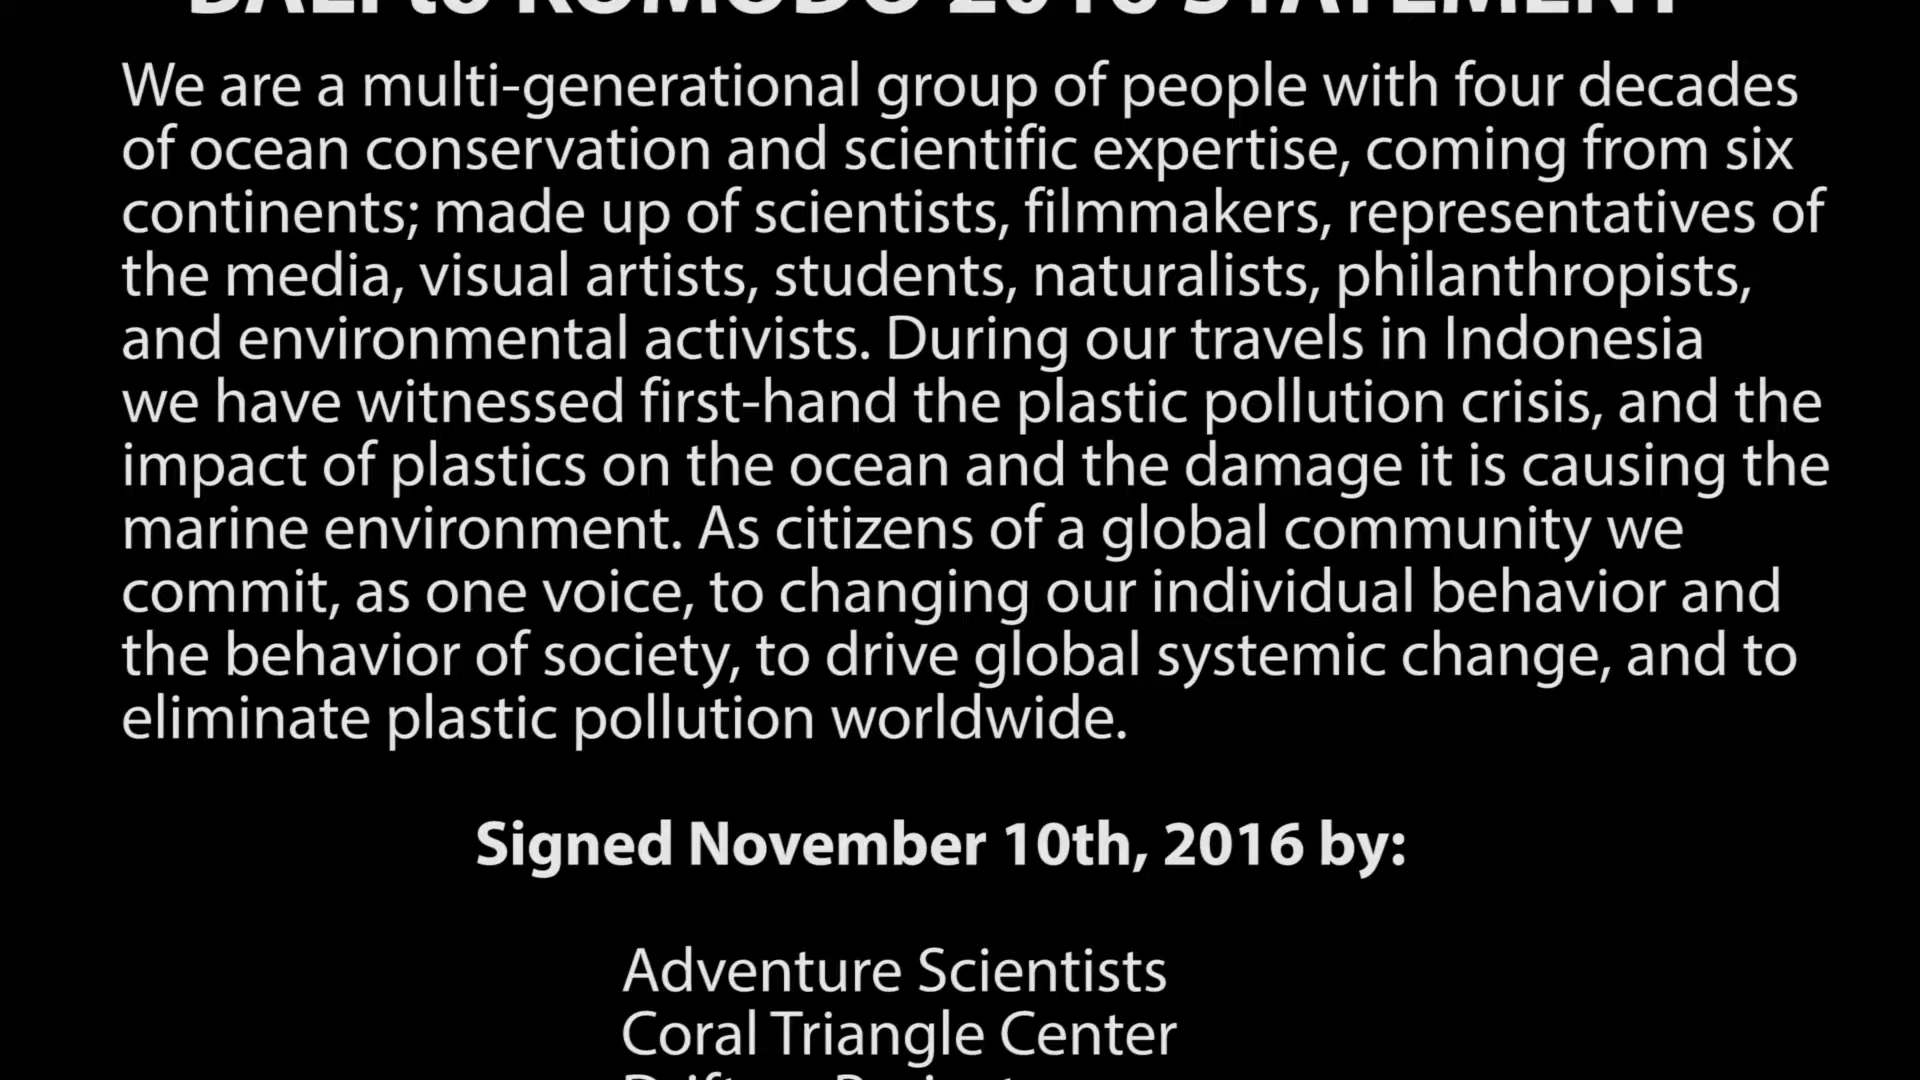 BALI to KOMODO 2016 STATEMENT
We are a multi-generational group of people with four decades
of ocean conservation and scientific expertise, coming from six
continents; made up of scientists, filmmakers, representatives of
the media, visual artists, students, naturalists, philanthropists,
and environmental activists. During our travels in Indonesia
we have witnessed first-hand the plastic pollution crisis, and the
impact of plastics on the ocean and the damage it is causing the
marine environment. As citizens of a global community we
commit, as one voice, to changing our individual behavior and
the behavior of society, to drive global systemic change, and to
eliminate plastic pollution worldwide.
Signed November 10th, 2016 by:
Adventure Scientists
Coral Triangle Center